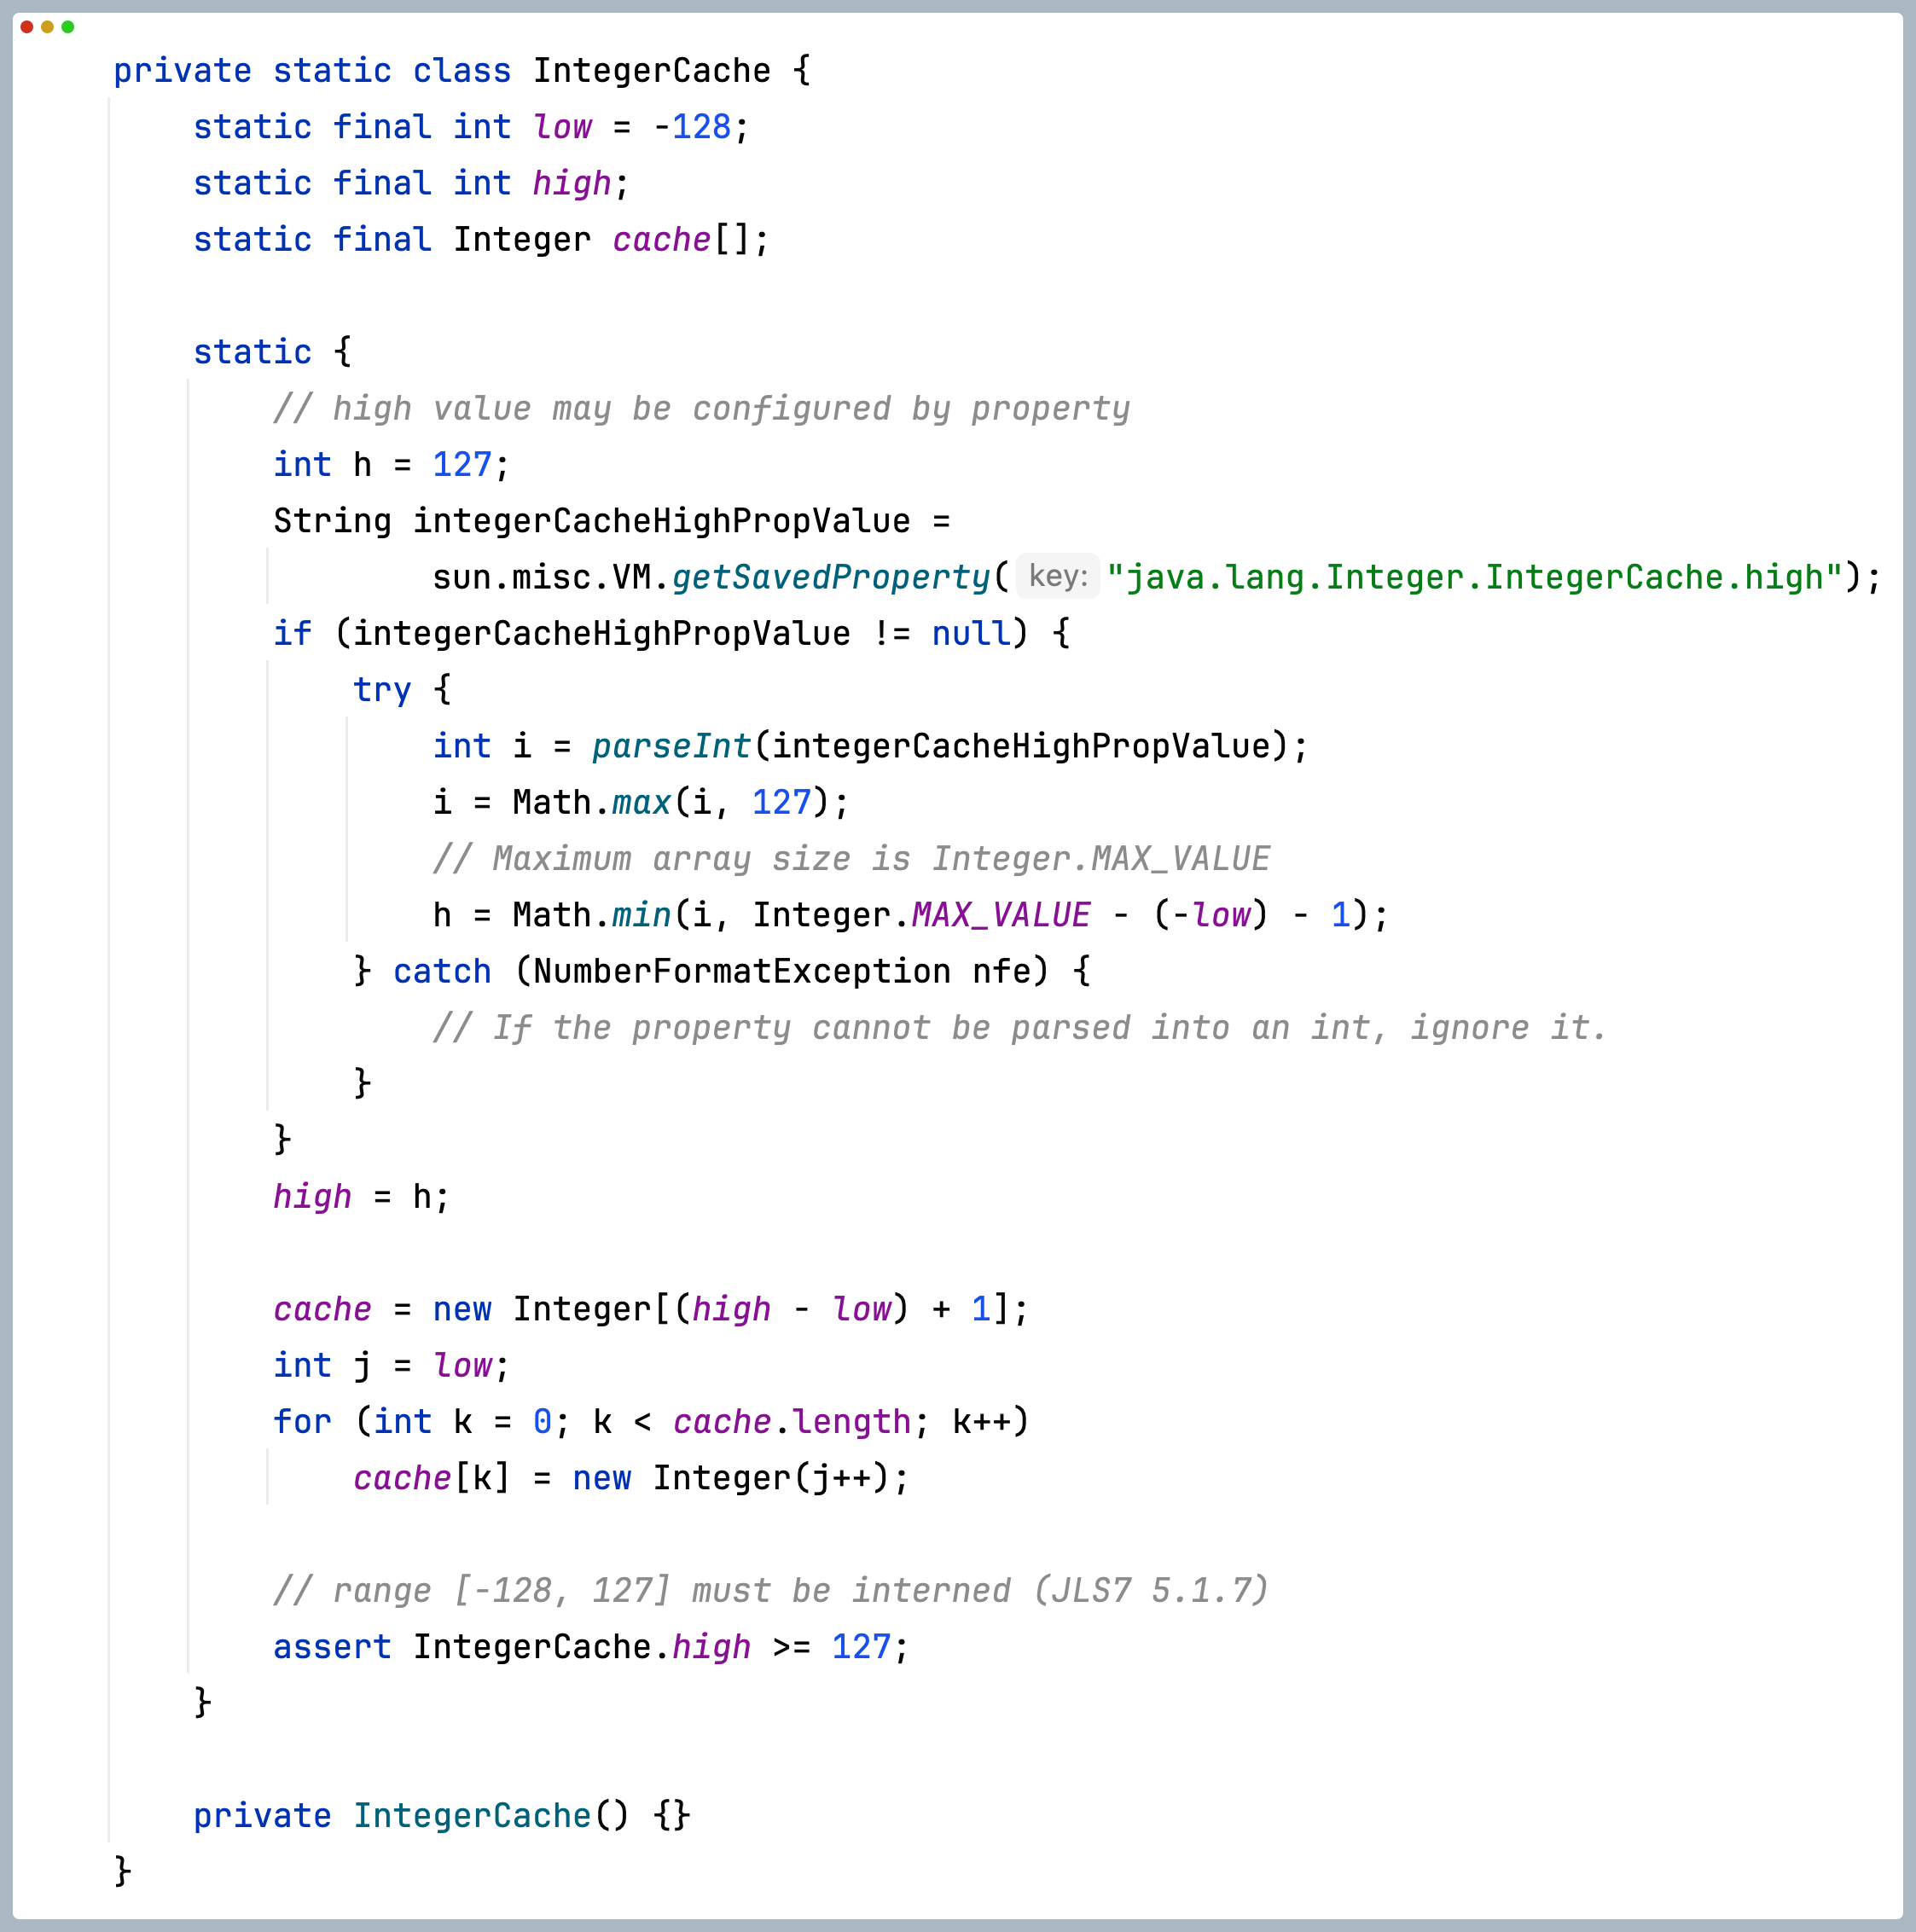 private static class IntegerCache {
    static final int low = -128;
    static final int high;
    static final Integer cache[];

    static {
        // high value may be configured by property
        int h = 127;
        String integerCacheHighPropValue =
                sun.misc.VM.getSavedProperty( key: "java.lang.Integer.IntegerCache.high");
        if (integerCacheHighPropValue != null) {
            try {
                int i = parseInt(integerCacheHighPropValue);
                i = Math.max(i, 127);
                // Maximum array size is Integer.MAX_VALUE
                h = Math.min(i, Integer.MAX_VALUE - (-low) - 1);
            } catch (NumberFormatException nfe) {
                // If the property cannot be parsed into an int, ignore it.
            }
        }
        high = h;

        cache = new Integer[(high - low) + 1];
        int j = low;
        for (int k = 0; k < cache.length; k++)
            cache[k] = new Integer(j++);

        // range [-128, 127] must be interned (JLS7 5.1.7)
        assert IntegerCache.high >= 127;
    }

    private IntegerCache() {}
}